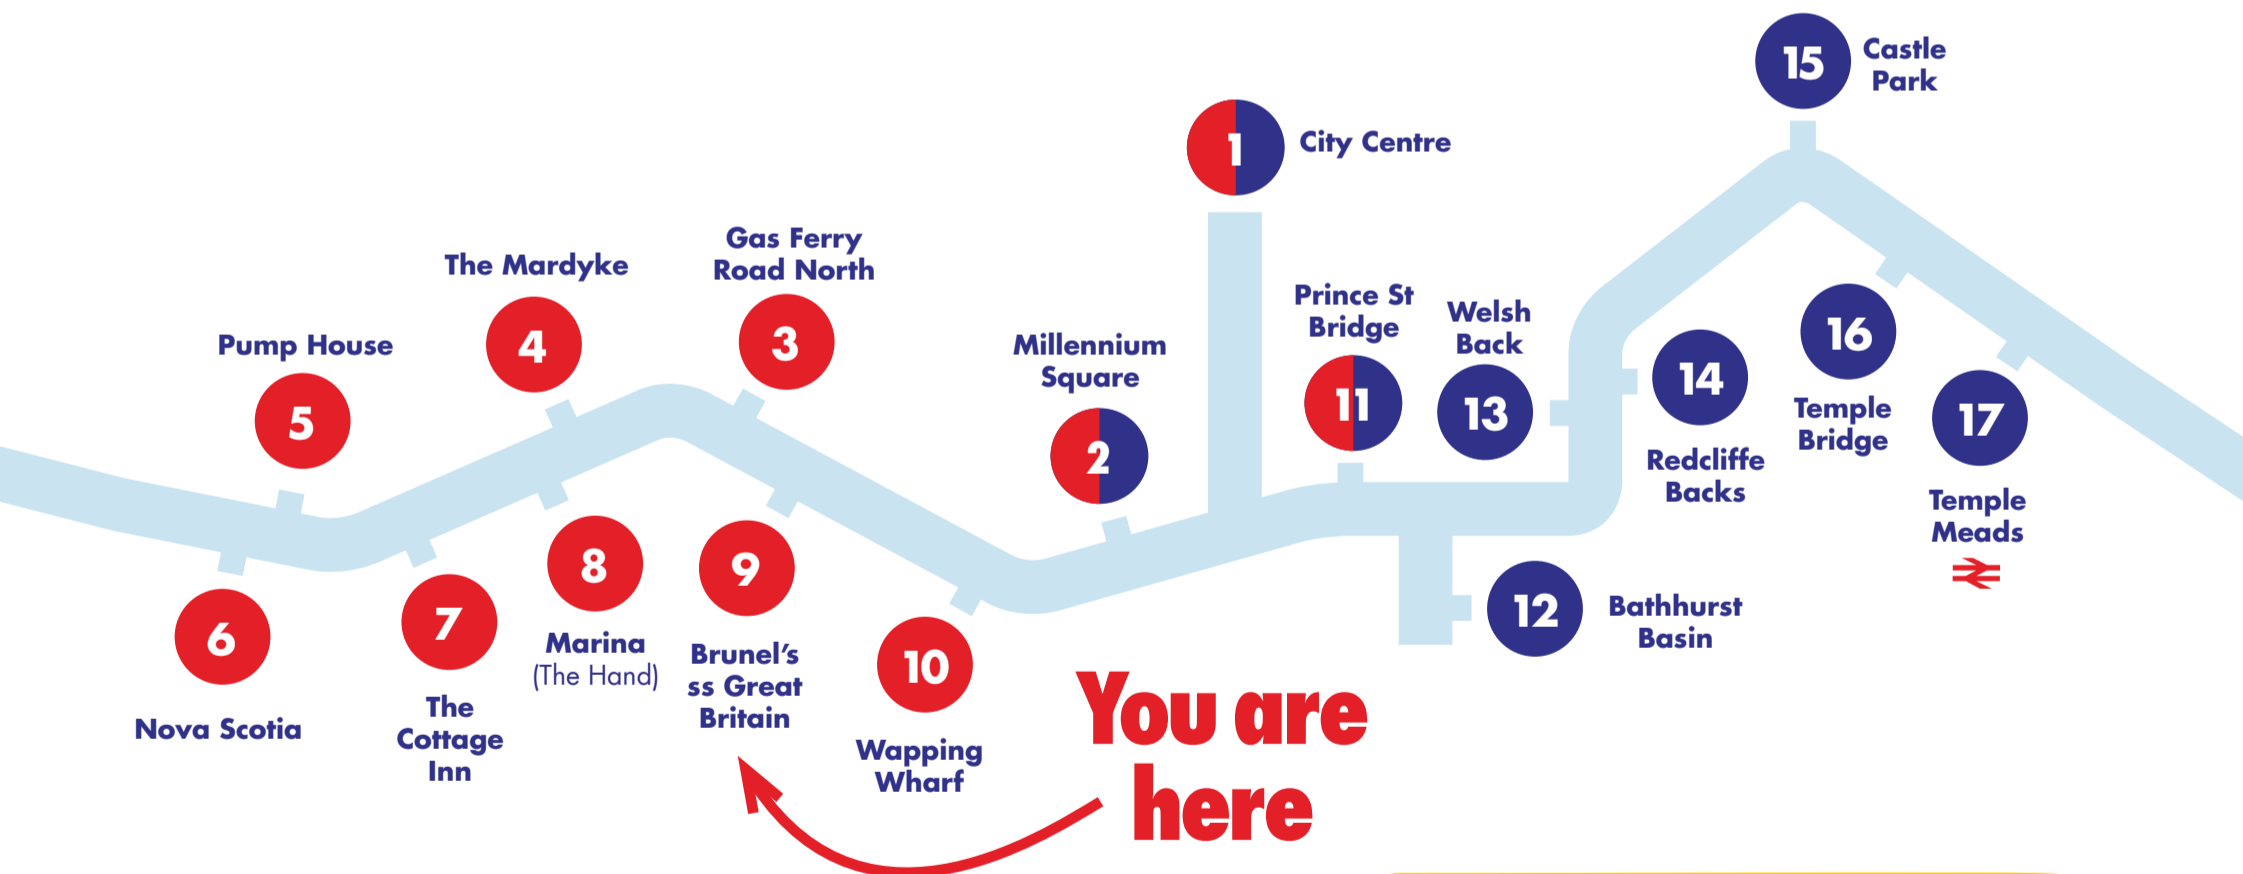 15
Castle
Park
1
City Centre
Gas Ferry
Road North
3
The Mardyke
4
Pump House
5
Millennium
Square
2
Prince St
Bridge
11
Welsh
Back
13
14
Redcliffe
Backs
16
Temple
Bridge
17
Temple
Meads
6
Nova Scotia
7
The
Cottage
Inn
8
Marina
(The Hand)
9
Brunel’s
ss Great
Britain
10
Wapping
Wharf
12
Bathhurst
Basin
You are
here